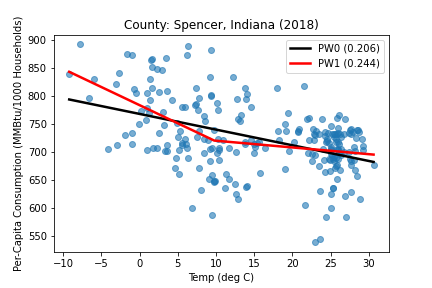 County: Spencer, Indiana (2018)
Per-Capita Consumption (MMBtu/1000 Households)
900
850
800
750
700
650
600
550
PW0 (0.206)
PW1 (0.244)
−10 −5 0 5 10 15 20 25 30
Temp (deg C)